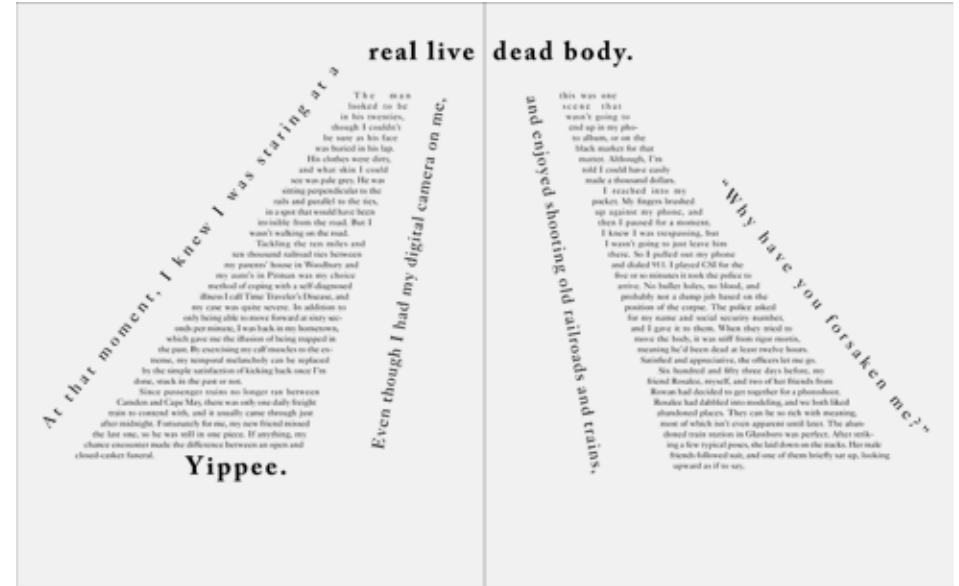 At that moment, I knew I was staring at a
real live dead body.
The man
looked to be
in his twenties,
though I couldn't
be sure as his face
was buried in his lap.
His clothes were dirty,
and what skin I could
see was pale grey. He was
sitting perpendicular to the
rails and parallel to the ties,
in a spot that would have been
invisible from the road. But I
wasn't walking on the road.
Tackling the ten miles and
ten thousand railroad ties between
my parents' house in Woodbury and
my aunt's in Pitman was my choice
method of coping with a self-diagnosed
illness I call Time Traveler's Disease, and
my case was quite severe. In addition to
only being able to move forward at sixty sec-
onds per minute, I was back in my hometown,
which gave me the illusion of being trapped in
the past. By exercising my calf muscles to the ex-
treme, my temporal melancholy can be replaced
by the simple satisfaction of kicking back once I'm
done, stuck in the past or not.
Since passenger trains no longer ran between
Camden and Cape May, there was only one daily freight
train to contend with, and it usually came through just
after midnight. Fortunately for me, my new friend missed
the last one, so he was still in one piece. If anything, my
chance encounter made the difference between an open and
closed-casket funeral.
Yippee.
Even though I had my digital camera on me,
and enjoyed shooting old railroads and trains,
this was one
scene that
wasn't going to
end up in my pho-
to album, or on the
black market for that
matter. Although, I'm
told I could have easily
made a thousand dollars.
I reached into my
pocket. My fingers brushed
up against my phone, and
then I paused for a moment.
I knew I was trespassing, but
I wasn't going to just leave him
there. So I pulled out my phone
and dialed 911. I played CSI for the
five or so minutes it took the police to
arrive. No bullet holes, no blood, and
probably not a dump job based on the
position of the corpse. The police asked
for my name and social security number,
and I gave it to them. When they tried to
move the body, it was stiff from rigor mortis,
meaning he'd been dead at least twelve hours.
Satisfied and appreciative, the officers let me go.
Six hundred and fifty three days before, my
friend Rosalee, myself, and two of her friends from
Rowan had decided to get together for a photoshoot.
Rosalee had dabbled into modeling, and we both liked
abandoned places. They can be so rich with meaning,
most of which isn't even apparent until later. The aban-
doned train station in Glassboro was perfect. After strik-
ing a few typical poses, she laid down on the tracks. Her male
friends followed suit, and one of them briefly sat up, looking
upward as if to say,
"Why have you forsaken me?"